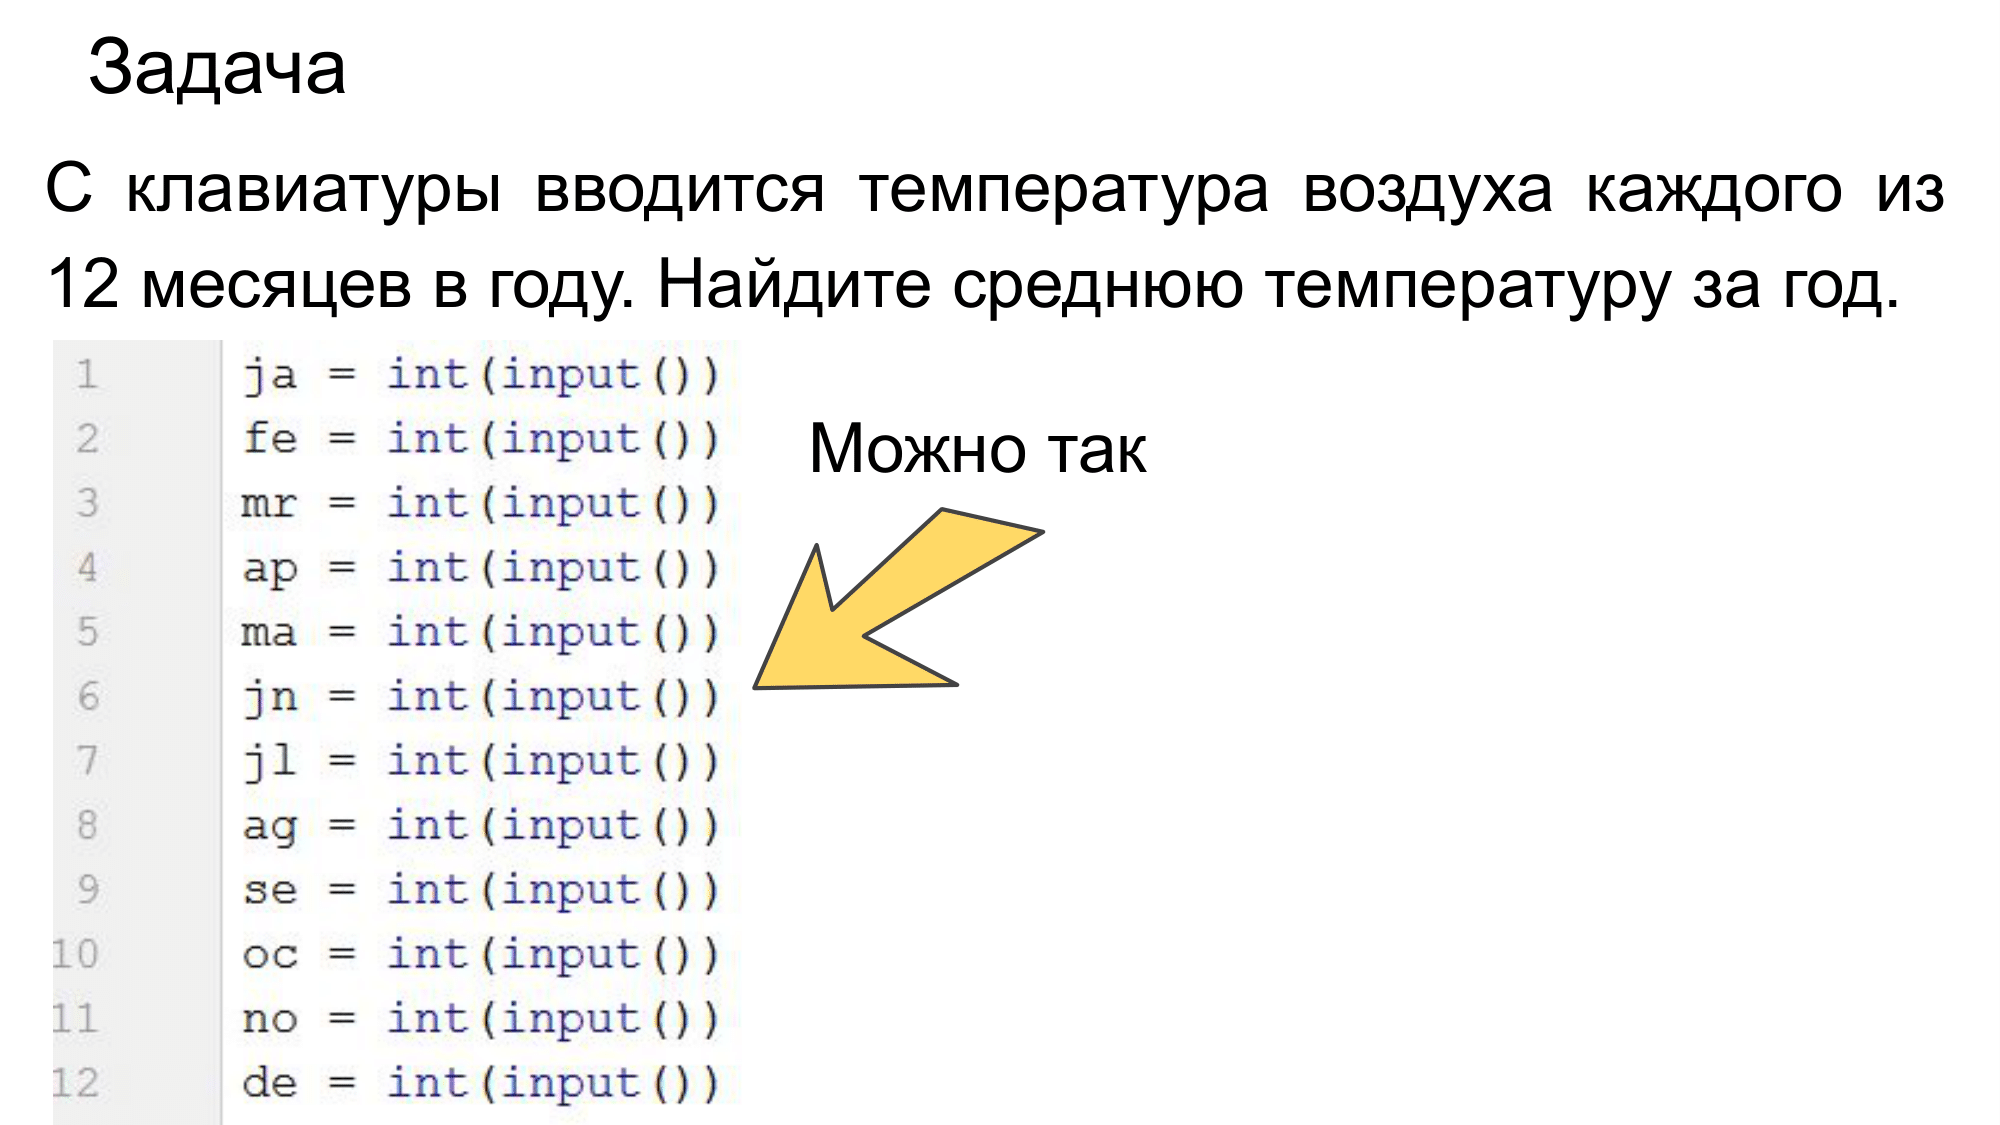 Задача
С клавиатуры вводится температура воздуха каждого из
12 месяцев в году. Найдите среднюю температуру за год.
1 ja = int(input())
2 fe = int(input())
3 mr = int(input())
4 ap = int(input())
5 ma = int(input())
6 jn = int(input())
7 jl = int(input())
8 ag = int(input())
9 se = int(input())
10 oc = int(input())
11 no = int(input())
12 de = int(input())
Можно так